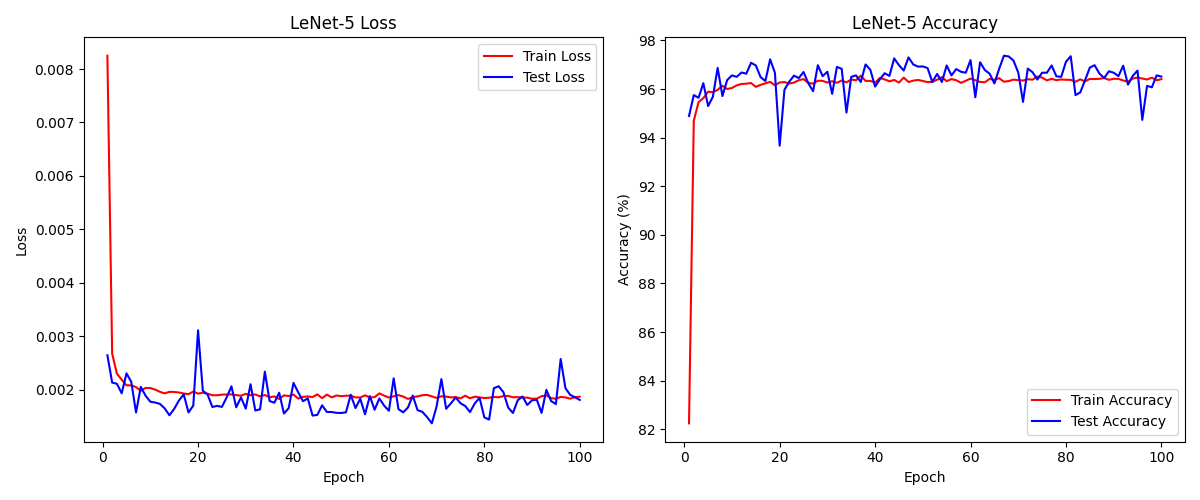 LeNet-5 Loss
Train Loss
Test Loss
0.008
0.007
0.006
0.005
0.004
0.003
0.002
Loss
0 20 40 60 80 100
Epoch
LeNet-5 Accuracy
98
96
94
92
90
88
86
84
82
Accuracy (%)
Train Accuracy
Test Accuracy
0 20 40 60 80 100
Epoch